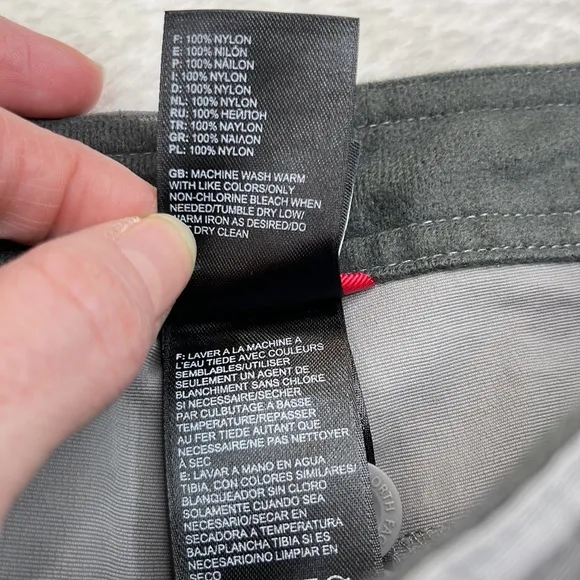 F: 100% NYLON
E: 100% NILÓN
P: 100% NÁILON
I: 100% NYLON
D: 100% NYLON
NL: 100% NYLON
RU: 100% НЕЙЛОН
TR: 100% NAYLON
GR: 100% ΝΑΪΛΟΝ
PL: 100% NYLON
GB: MACHINE WASH WARM
WITH LIKE COLORS/ONLY
NON-CHLORINE BLEACH WHEN
NEEDED/TUMBLE DRY LOW/
WARM IRON AS DESIRED/DO
DRY CLEAN
F: LAVER A LA MACHINE A
L'EAU TIEDE AVEC COULEURS
SEMBLABLES/UTILISER
SEULEMENT UN AGENT DE
BLANCHIMENT SANS CHLORE
SI NECESSAIRE/SECHER
PAR CULBUTAGE A BASSE
TEMPERATURE/REPASSER
AU FER TIEDE AUTANT QUE
NECESSAIRE/NE PAS NETTOYER
A SEC
E: LAVAR A MANO EN AGUA
TIBIA, CON COLORES SIMILARES/
BLANQUEADOR SIN CLORO
SOLAMENTE CUANDO SEA
NECESARIO/SECAR EN
SECADORA A TEMPERATURA
BAJA/PLANCHA TIBIA SI ES
NECESARIO/NO LIMPIAR EN
SECO
ORTH FAC